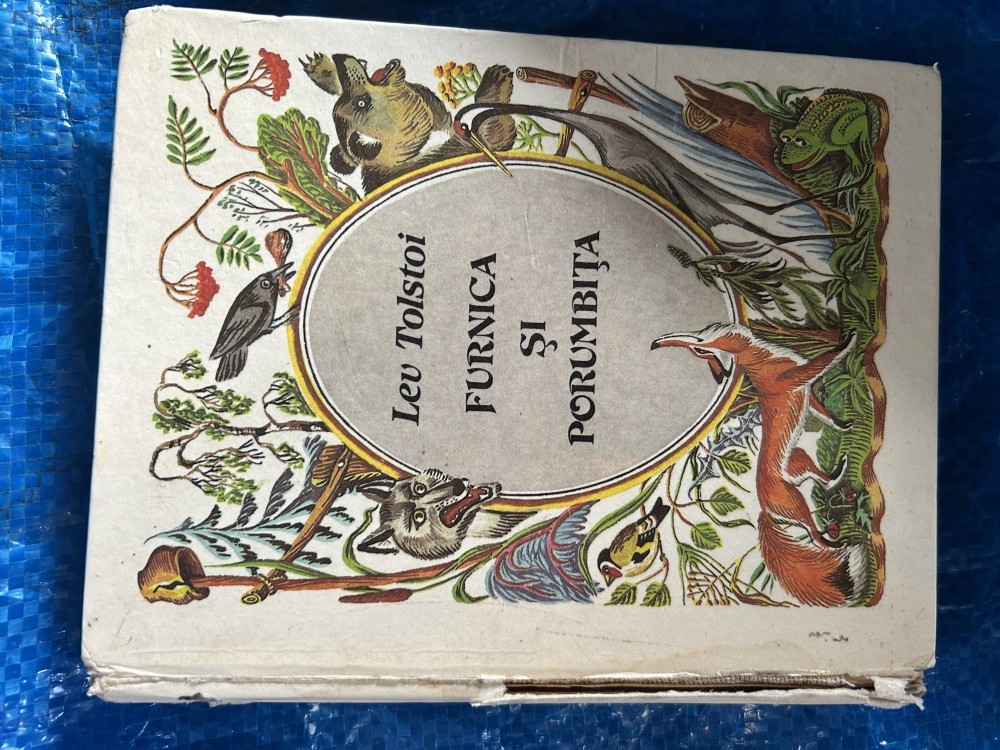 Lev Tolstoi
FURNICA
ŞI
PORUMBIŢA